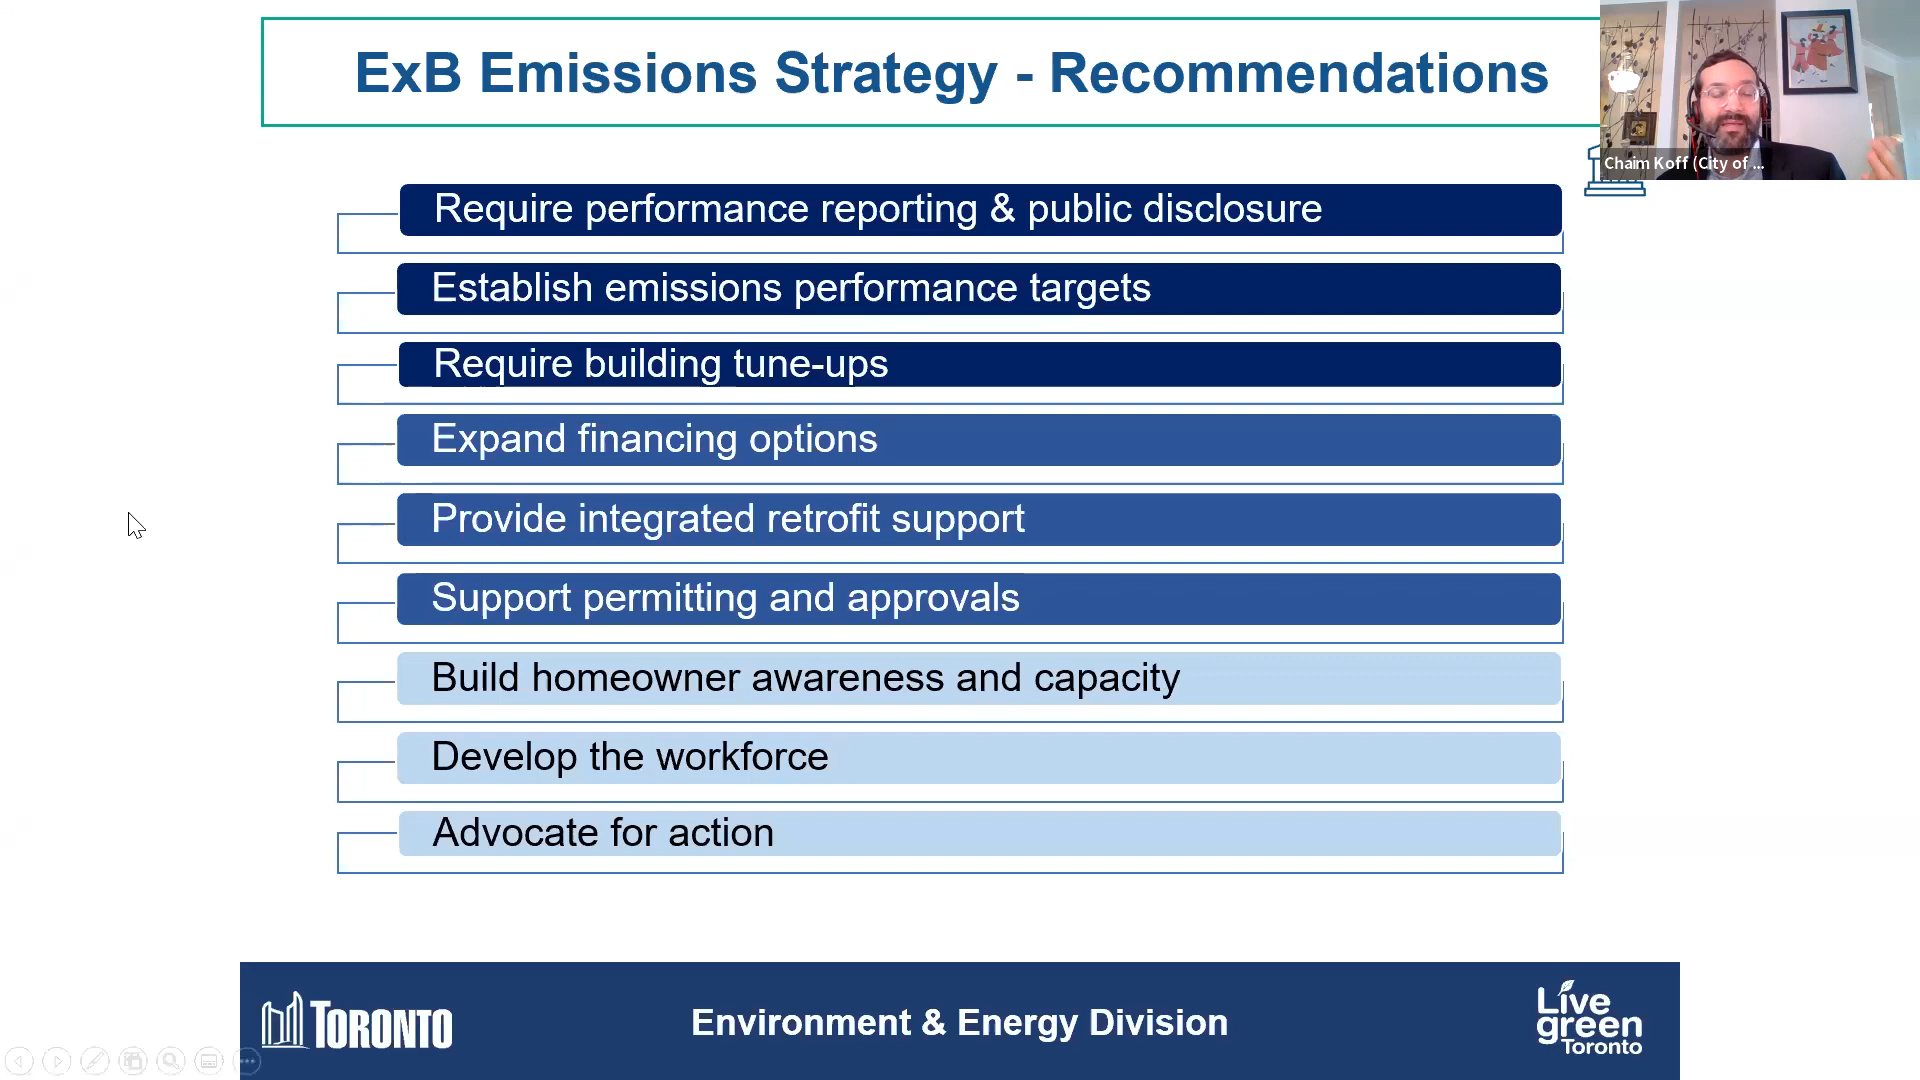 ExB Emissions Strategy - Recommendations
Chaim Koff (City of ...
Require performance reporting & public disclosure
Establish emissions performance targets
Require building tune-ups
Expand financing options
Provide integrated retrofit support
Support permitting and approvals
Build homeowner awareness and capacity
Develop the workforce
Advocate for action
TORONTO
Environment & Energy Division
Live
green
Toronto